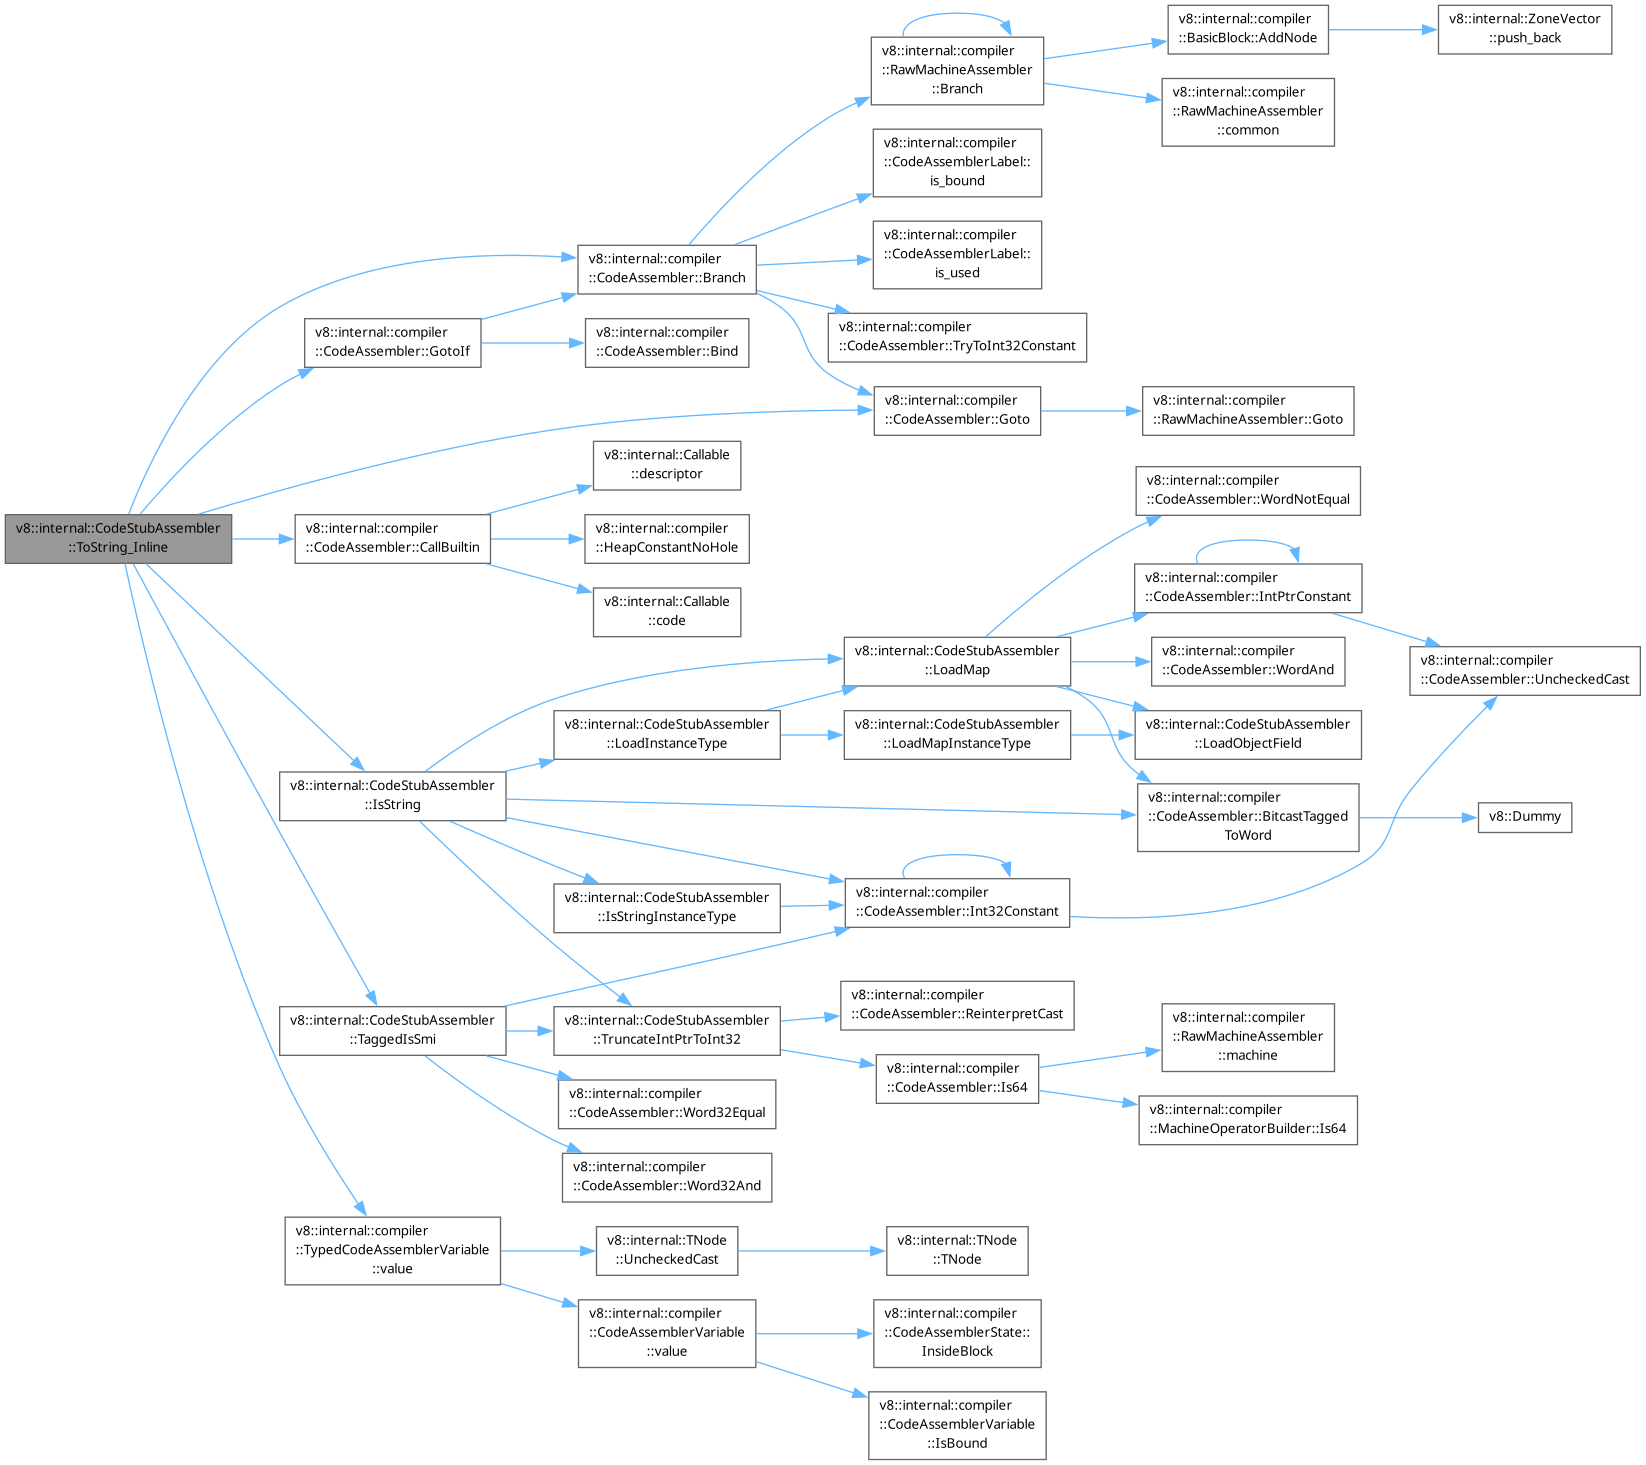 v8::internal::CodeStubAssembler
::ToString_Inline
v8::internal::compiler
::CodeAssembler::Branch
v8::internal::compiler
::RawMachineAssembler
::Branch
v8::internal::compiler
::BasicBlock::AddNode
v8::internal::ZoneVector
::push_back
v8::internal::compiler
::RawMachineAssembler
::common
v8::internal::compiler
::CodeAssemblerLabel::
is_bound
v8::internal::compiler
::CodeAssemblerLabel::
is_used
v8::internal::compiler
::CodeAssembler::TryToInt32Constant
v8::internal::compiler
::CodeAssembler::Goto
v8::internal::compiler
::RawMachineAssembler::Goto
v8::internal::compiler
::CodeAssembler::GotoIf
v8::internal::compiler
::CodeAssembler::Bind
v8::internal::compiler
::CodeAssembler::CallBuiltin
v8::internal::Callable
::descriptor
v8::internal::compiler
::HeapConstantNoHole
v8::internal::Callable
::code
v8::internal::CodeStubAssembler
::IsString
v8::internal::CodeStubAssembler
::LoadMap
v8::internal::compiler
::CodeAssembler::WordNotEqual
v8::internal::compiler
::CodeAssembler::IntPtrConstant
v8::internal::compiler
::CodeAssembler::UncheckedCast
v8::internal::compiler
::CodeAssembler::WordAnd
v8::internal::CodeStubAssembler
::LoadObjectField
v8::internal::compiler
::CodeAssembler::BitcastTagged
ToWord
v8::Dummy
v8::internal::CodeStubAssembler
::LoadInstanceType
v8::internal::CodeStubAssembler
::LoadMapInstanceType
v8::internal::compiler
::CodeAssembler::Int32Constant
v8::internal::CodeStubAssembler
::IsStringInstanceType
v8::internal::CodeStubAssembler
::TruncateIntPtrToInt32
v8::internal::compiler
::CodeAssembler::ReinterpretCast
v8::internal::compiler
::CodeAssembler::Is64
v8::internal::compiler
::RawMachineAssembler
::machine
v8::internal::compiler
::MachineOperatorBuilder::Is64
v8::internal::CodeStubAssembler
::TaggedIsSmi
v8::internal::compiler
::CodeAssembler::Word32Equal
v8::internal::compiler
::CodeAssembler::Word32And
v8::internal::compiler
::TypedCodeAssemblerVariable
::value
v8::internal::TNode
::UncheckedCast
v8::internal::TNode
::TNode
v8::internal::compiler
::CodeAssemblerVariable
::value
v8::internal::compiler
::CodeAssemblerState::
InsideBlock
v8::internal::compiler
::CodeAssemblerVariable
::IsBound